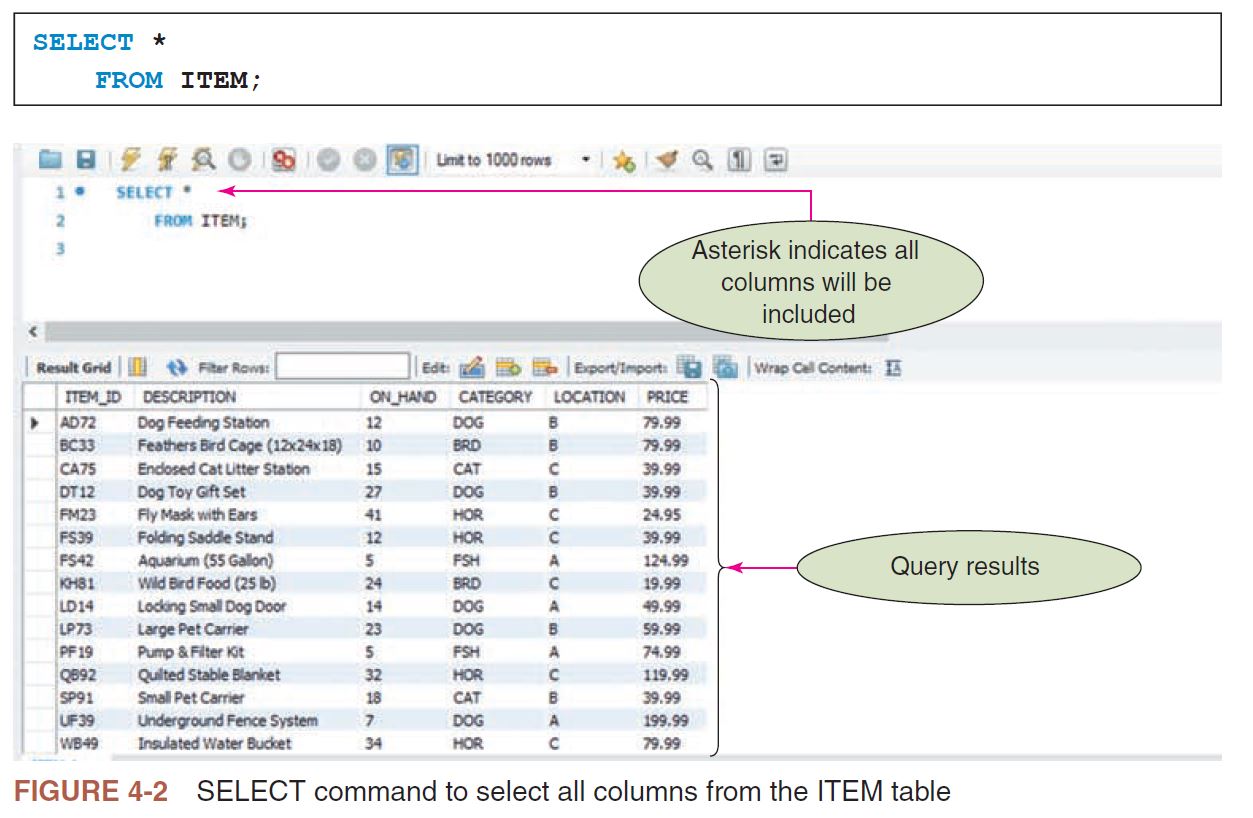 SELECT *
FROM ITEM;
Limit to 1000 rows
1 SELECT *
2 FROM ITEM;
3
Asterisk indicates all
columns will be
included
Result Grid Filter Rows: Edit: Export/Import: Wrap Cell Content:
ITEM_ID DESCRIPTION ON_HAND CATEGORY LOCATION PRICE
AD72 Dog Feeding Station 12 DOG B 79.99
BC33 Feathers Bird Cage (12x24x18) 10 BRD B 79.99
CA75 Enclosed Cat Litter Station 15 CAT C 39.99
DT12 Dog Toy Gift Set 27 DOG B 39.99
FM23 Fly Mask with Ears 41 HOR C 24.95
FS39 Folding Saddle Stand 12 HOR C 39.99
FS42 Aquarium (55 Gallon) 5 FSH A 124.99
KH81 Wild Bird Food (25 lb) 24 BRD C 19.99
LD14 Locking Small Dog Door 14 DOG A 49.99
LP73 Large Pet Carrier 23 DOG B 59.99
PF19 Pump & Filter Kit 5 FSH A 74.99
QB92 Quilted Stable Blanket 32 HOR C 119.99
SP91 Small Pet Carrier 18 CAT B 39.99
UF39 Underground Fence System 7 DOG A 199.99
WB49 Insulated Water Bucket 34 HOR C 79.99
Query results
FIGURE 4-2 SELECT command to select all columns from the ITEM table